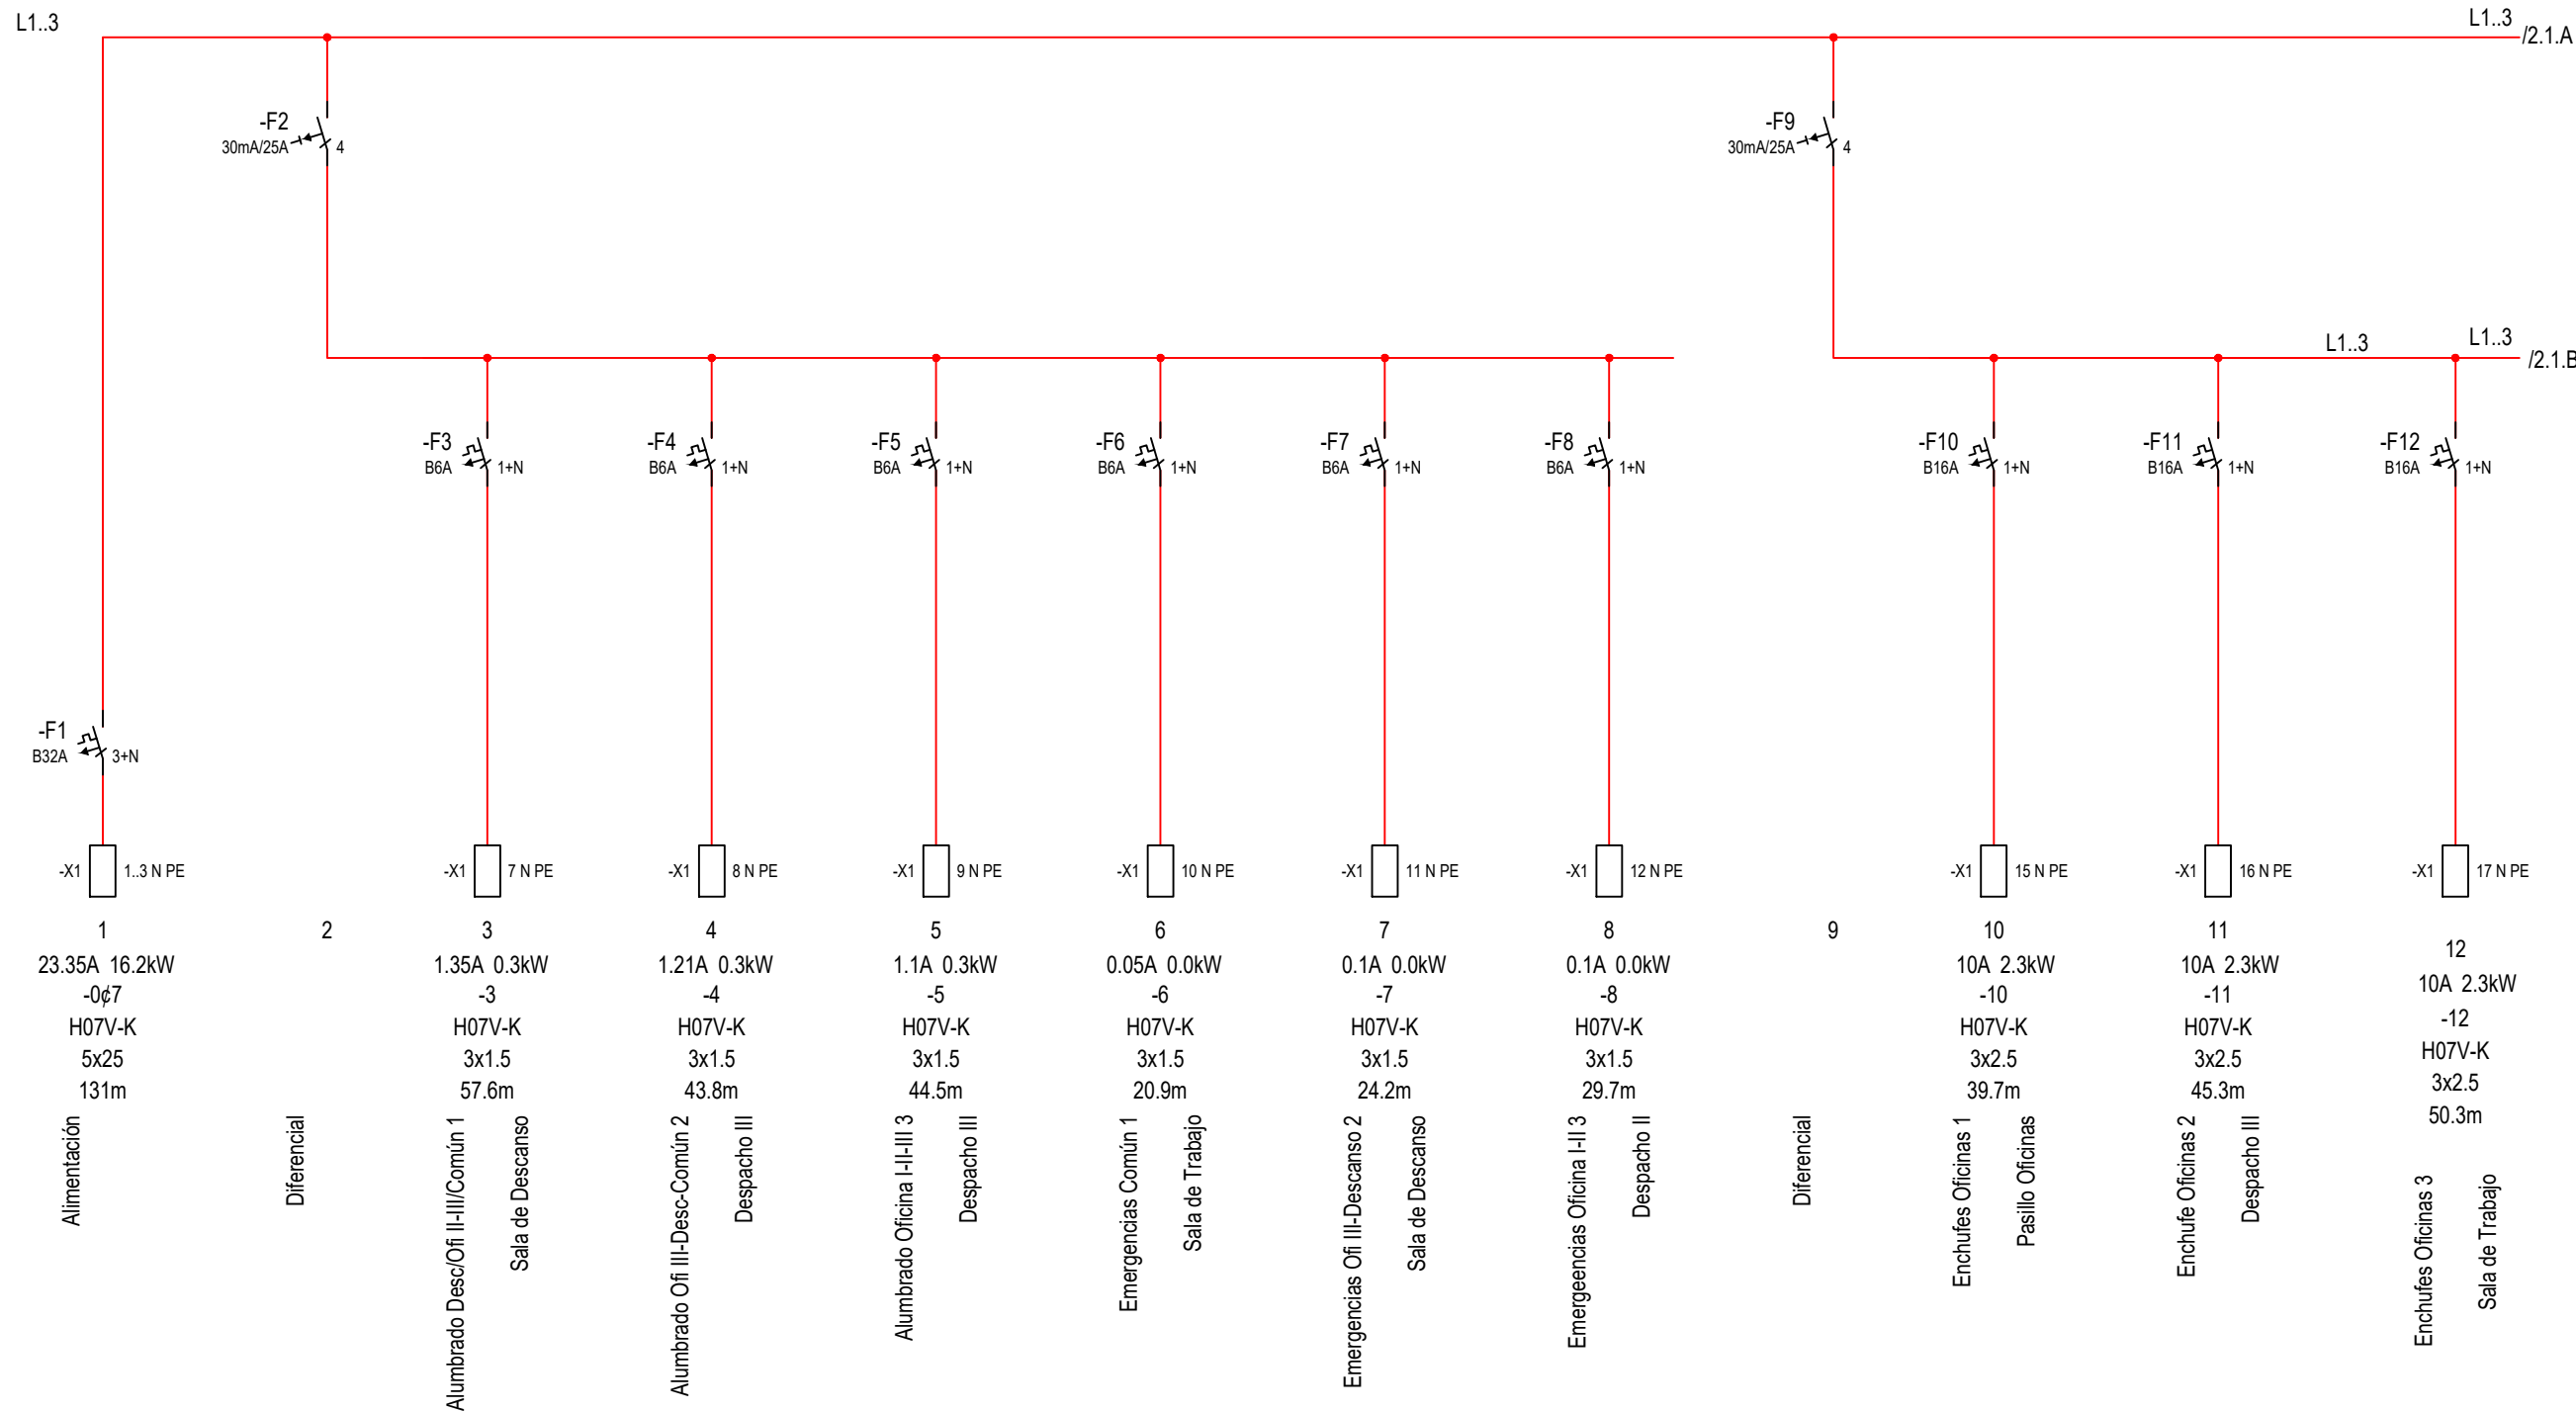 L1..3
L1..3
/2.1.A
-F2
30mA/25A
4
-F9
30mA/25A
4
L1..3
L1..3
/2.1.B
-F3
B6A
1+N
-F4
B6A
1+N
-F5
B6A
1+N
-F6
B6A
1+N
-F7
B6A
1+N
-F8
B6A
1+N
-F10
B16A
1+N
-F11
B16A
1+N
-F12
B16A
1+N
-F1
B32A
3+N
-X1
1..3 N PE
-X1
7 N PE
-X1
8 N PE
-X1
9 N PE
-X1
10 N PE
-X1
11 N PE
-X1
12 N PE
-X1
15 N PE
-X1
16 N PE
-X1
17 N PE
1
23.35A 16.2kW
-0¢7
H07V-K
5x25
131m
Alimentación
2
Diferencial
3
1.35A 0.3kW
-3
H07V-K
3x1.5
57.6m
Alumbrado Desc/Ofi II-III/Común 1
Sala de Descanso
4
1.21A 0.3kW
-4
H07V-K
3x1.5
43.8m
Alumbrado Ofi III-Desc-Común 2
Despacho III
5
1.1A 0.3kW
-5
H07V-K
3x1.5
44.5m
Alumbrado Oficina I-II-III 3
Despacho III
6
0.05A 0.0kW
-6
H07V-K
3x1.5
20.9m
Emergencias Común 1
Sala de Trabajo
7
0.1A 0.0kW
-7
H07V-K
3x1.5
24.2m
Emergencias Ofi III-Descanso 2
Sala de Descanso
8
0.1A 0.0kW
-8
H07V-K
3x1.5
29.7m
Emergeencias Oficina I-II 3
Despacho II
9
Diferencial
10
10A 2.3kW
-10
H07V-K
3x2.5
39.7m
Enchufes Oficinas 1
Pasillo Oficinas
11
10A 2.3kW
-11
H07V-K
3x2.5
45.3m
Enchufe Oficinas 2
Despacho III
12
10A 2.3kW
-12
H07V-K
3x2.5
50.3m
Enchufes Oficinas 3
Sala de Trabajo